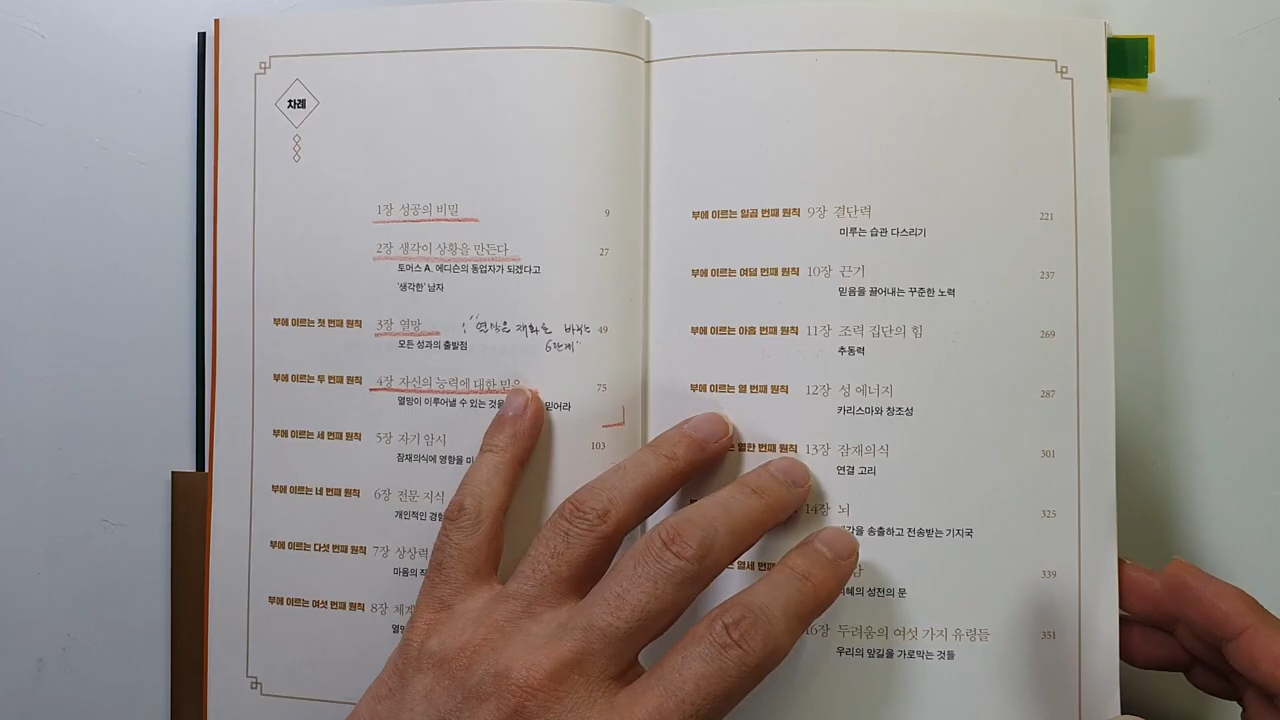 차례
1장 성공의 비밀 9
2장 생각이 상황을 만든다 27
토머스 A. 에디슨의 동업자가 되겠다고
'생각한' 남자
부에 이르는 첫 번째 원칙 3장 열망 : "열망을 재화로 바꾸는 49
모든 성과의 출발점 6단계"
부에 이르는 두 번째 원칙 4장 자신의 능력에 대한 믿음 75
열망이 이루어낼 수 있는 것을 믿어라
부에 이르는 세 번째 원칙 5장 자기 암시 103
잠재의식에 영향을
부에 이르는 네 번째 원칙 6장 전문 지식
개인적인
부에 이르는 다섯 번째 원칙 7장 상상력
마음의
부에 이르는 여섯 번째 원칙 8장
부에 이르는 일곱 번째 원칙 9장 결단력 221
미루는 습관 다스리기
부에 이르는 여덟 번째 원칙 10장 끈기 237
믿음을 끌어내는 꾸준한 노력
부에 이르는 아홉 번째 원칙 11장 조력 집단의 힘 269
추동력
부에 이르는 열 번째 원칙 12장 성 에너지 287
카리스마와 창조성
열한 번째 원칙 13장 잠재의식 301
연결 고리
14장 뇌 325
송출하고 전송받는 기지국
열세 번째 원칙 339
성전의 문
16장 두려움의 여섯 가지 유령들 351
우리의 앞길을 가로막는 것들